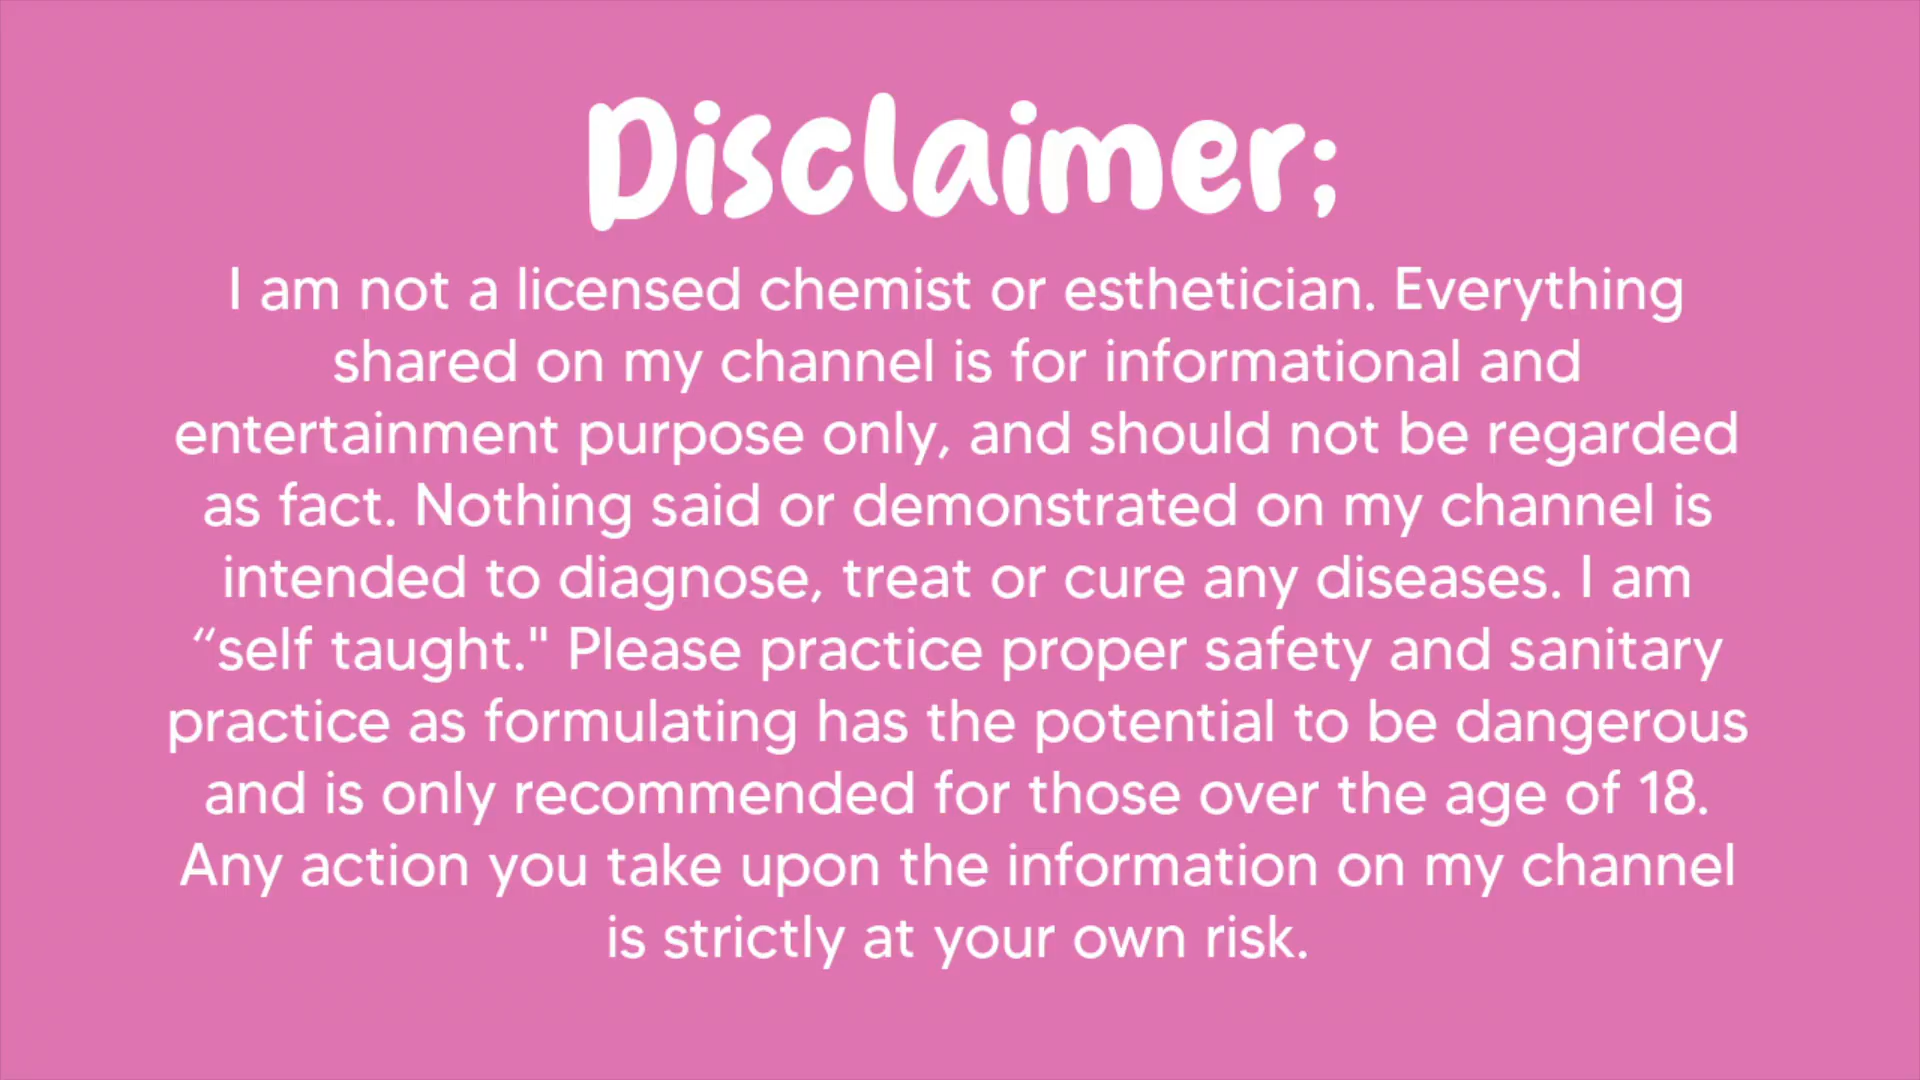 Disclaimer;
I am not a licensed chemist or esthetician. Everything
shared on my channel is for informational and
entertainment purpose only, and should not be regarded
as fact. Nothing said or demonstrated on my channel is
intended to diagnose, treat or cure any diseases. I am
“self taught." Please practice proper safety and sanitary
practice as formulating has the potential to be dangerous
and is only recommended for those over the age of 18.
Any action you take upon the information on my channel
is strictly at your own risk.